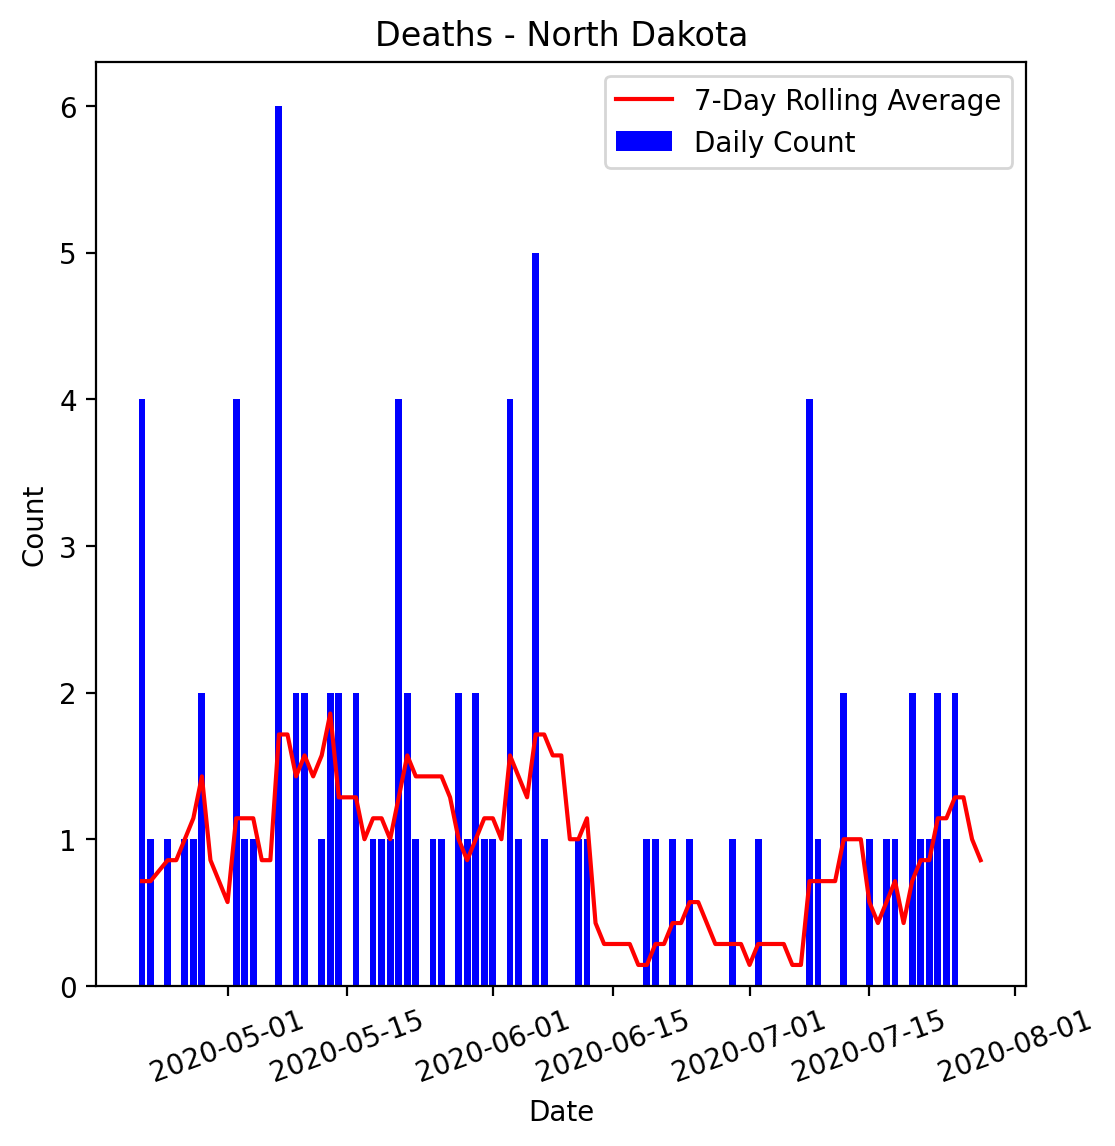 Deaths - North Dakota
7-Day Rolling Average
Daily Count
6
5
4
3
2
1
0
Count
2020-05-01
2020-05-15
2020-06-01
2020-06-15
2020-07-01
2020-07-15
2020-08-01
Date